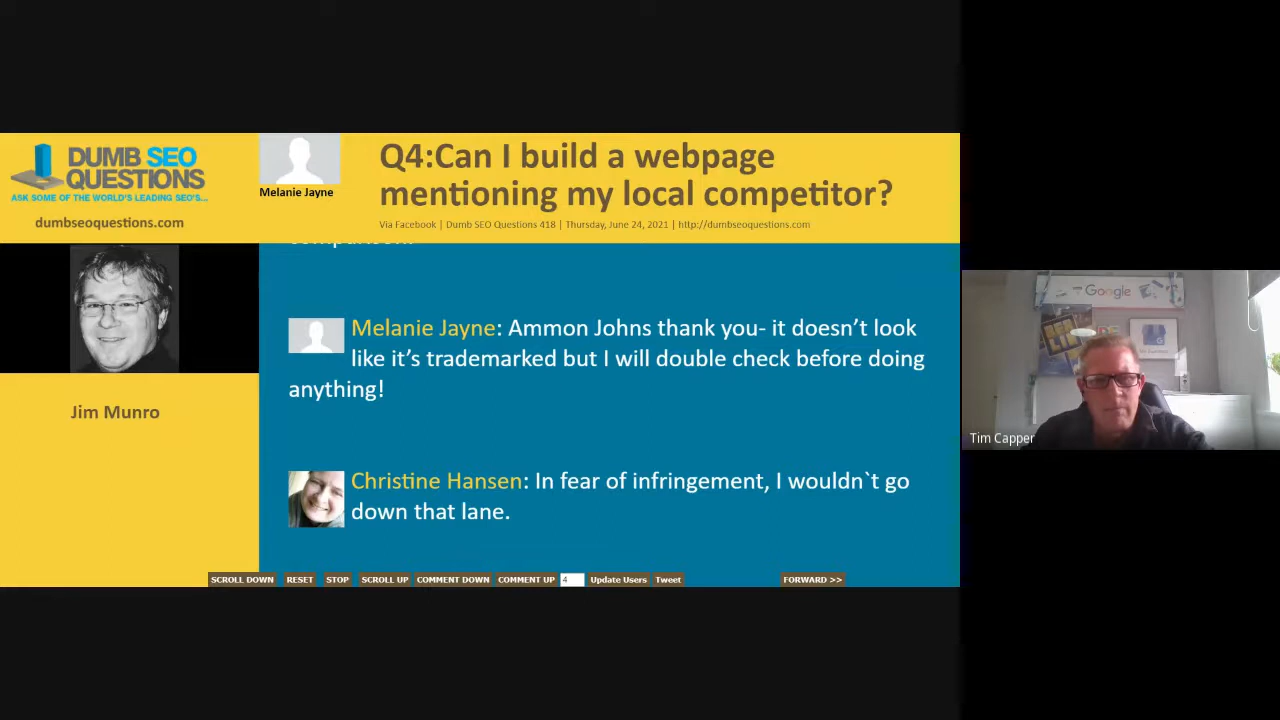 DUMB SEO
QUESTIONS
ASK SOME OF THE WORLD'S LEADING SEO'S...
dumbseoquestions.com
Melanie Jayne
Q4:Can I build a webpage
mentioning my local competitor?
Via Facebook | Dumb SEO Questions 418 | Thursday, June 24, 2021 | http://dumbseoquestions.com
Jim Munro
Melanie Jayne: Ammon Johns thank you- it doesn’t look
like it’s trademarked but I will double check before doing
anything!
Christine Hansen: In fear of infringement, I wouldn`t go
down that lane.
SCROLL DOWN RESET STOP SCROLL UP COMMENT DOWN COMMENT UP 4 Update Users Tweet FORWARD >>
Google
Tim Capper